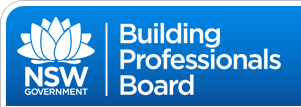 NSW
GOVERNMENT
Building
Professionals
Board